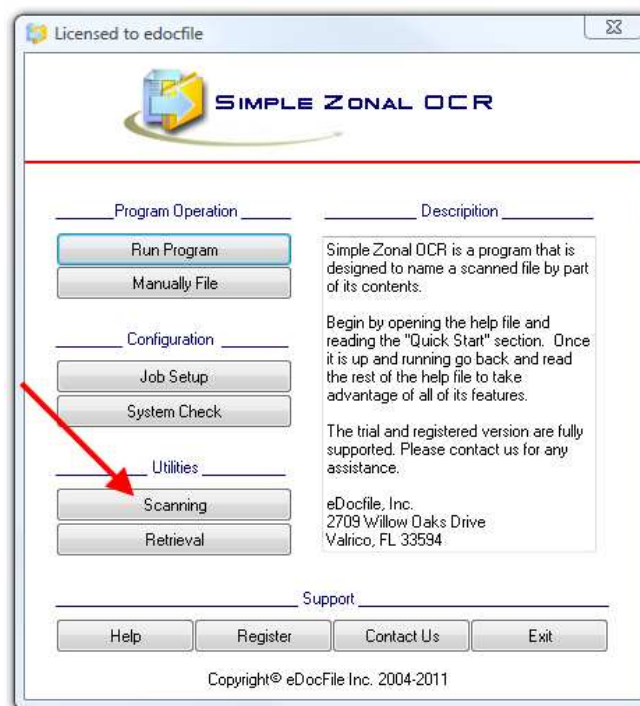 Licensed to edocfile
SIMPLE ZONAL OCR
Program Operation
Run Program
Manually File
Configuration
Job Setup
System Check
Utilities
Scanning
Retrieval
Descripition
Simple Zonal OCR is a program that is
designed to name a scanned file by part
of its contents.
Begin by opening the help file and
reading the "Quick Start" section.  Once
it is up and running go back and read
the rest of the help file to take
advantage of all of its features.
The trial and registered version are fully
supported. Please contact us for any
assistance.
eDocfile, Inc.
2709 Willow Oaks Drive
Valrico, FL 33594
Support
Help Register Contact Us Exit
Copyright© eDocFile Inc. 2004-2011